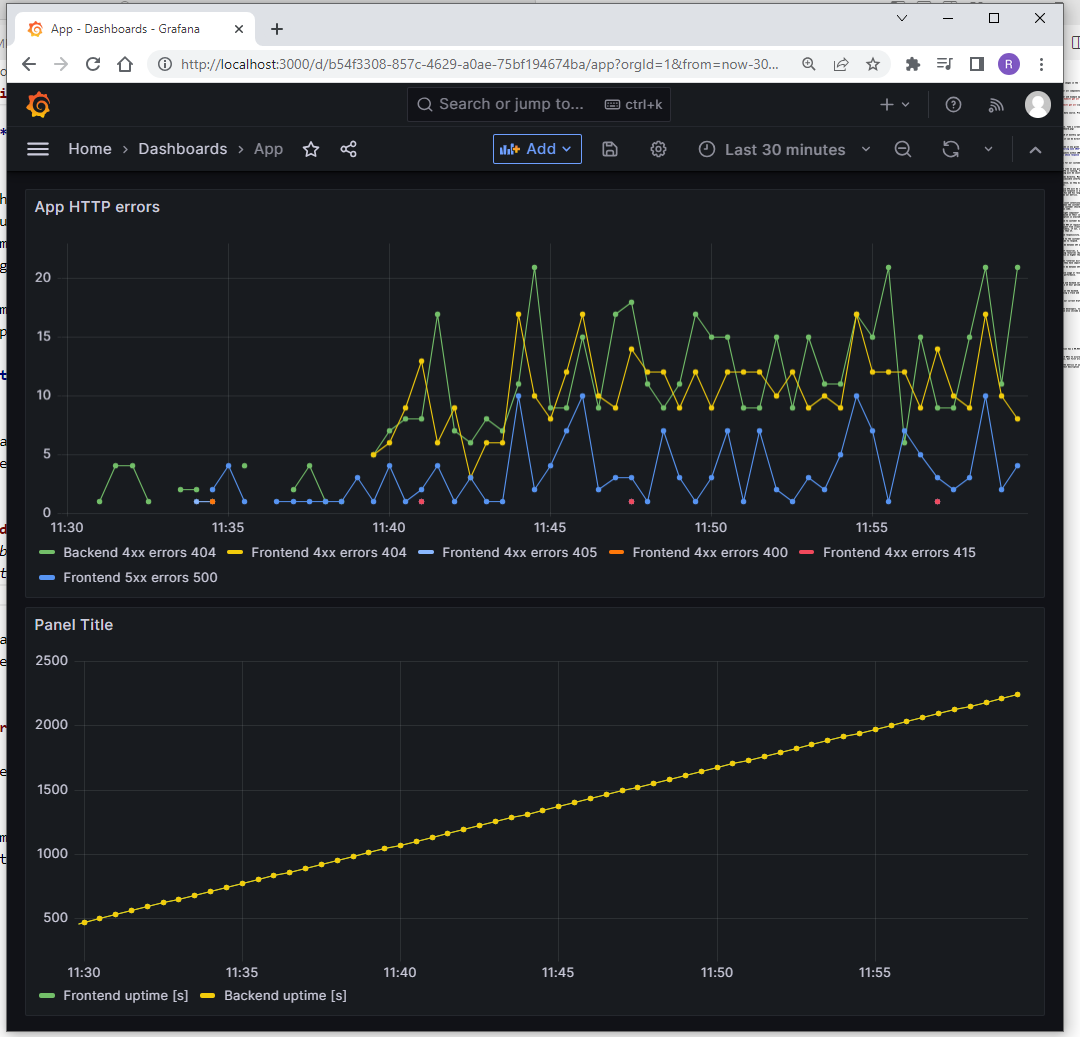 App - Dashboards - Grafana
http://localhost:3000/d/b54f3308-857c-4629-a0ae-75bf194674ba/app?orgId=1&from=now-30...
R
Search or jump to... ctrl+k
Home > Dashboards > App
Add
Last 30 minutes
App HTTP errors
20
15
10
5
0
11:30 11:35 11:40 11:45 11:50 11:55
Backend 4xx errors 404 Frontend 4xx errors 404 Frontend 4xx errors 405 Frontend 4xx errors 400 Frontend 4xx errors 415
Frontend 5xx errors 500
Panel Title
2500
2000
1500
1000
500
11:30 11:35 11:40 11:45 11:50 11:55
Frontend uptime [s] Backend uptime [s]